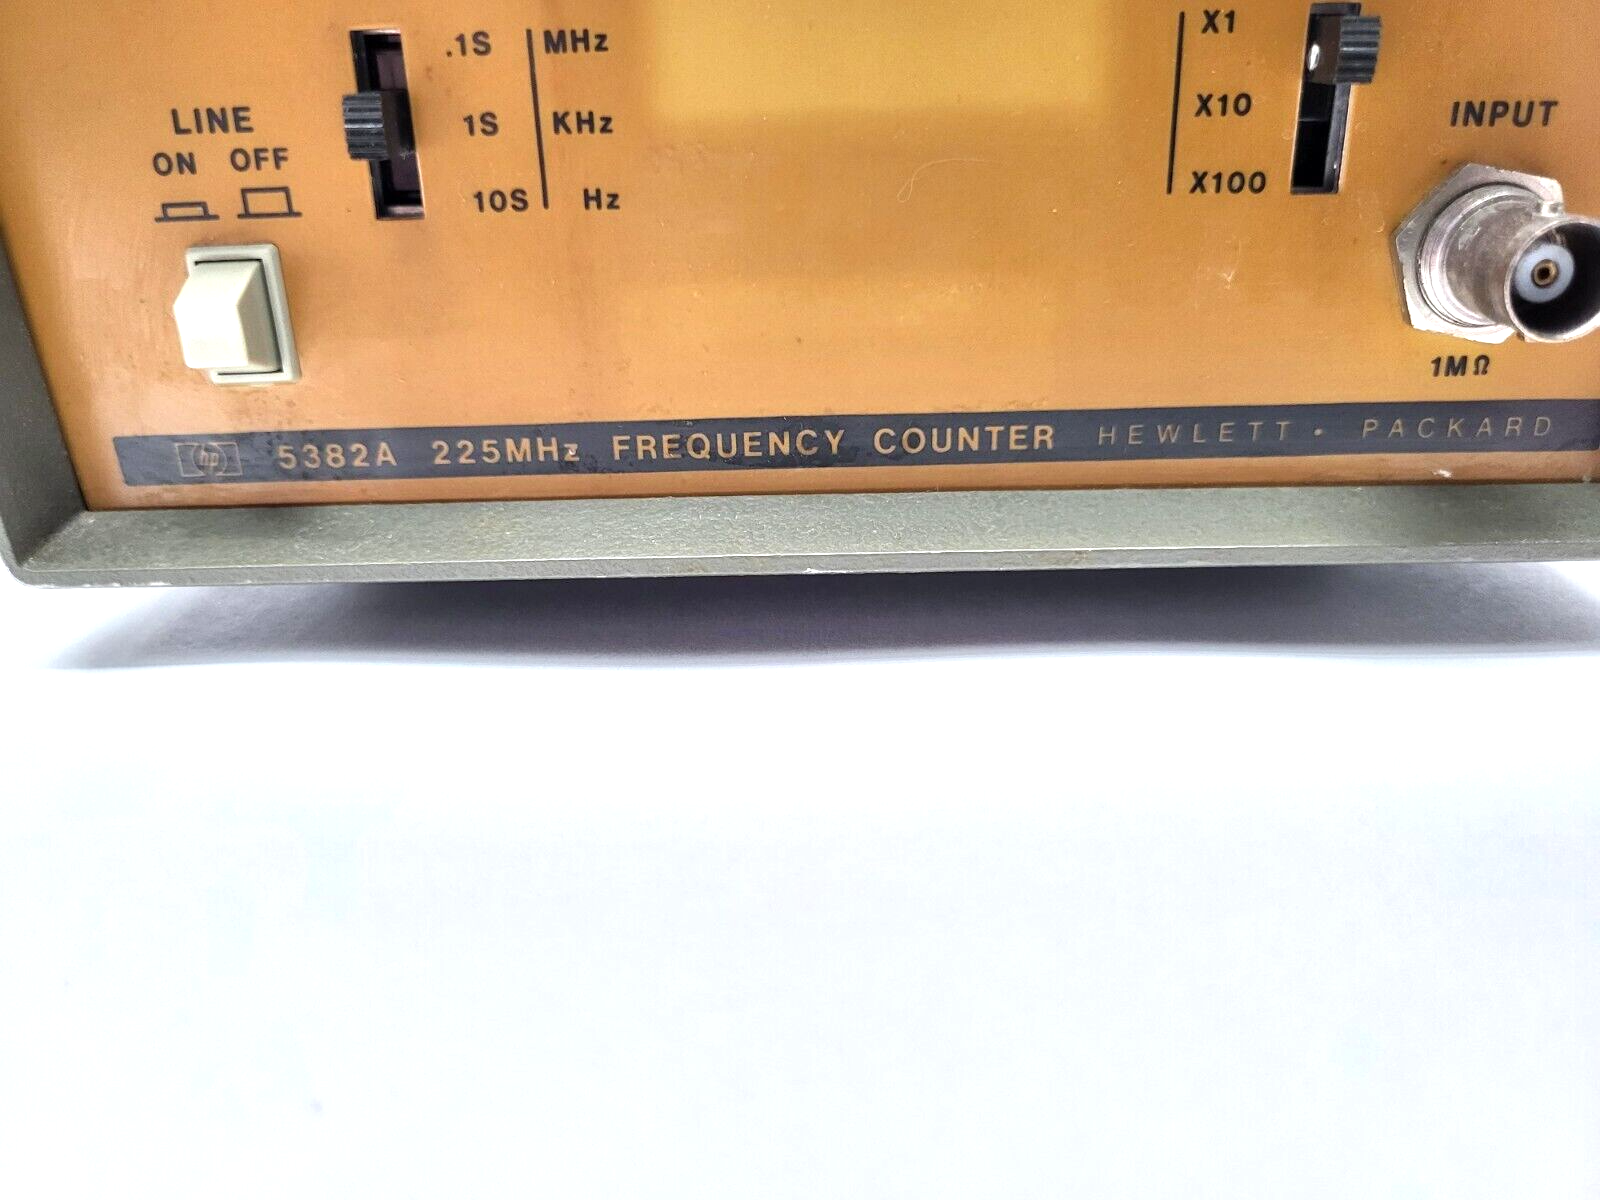 .1S MHz
1S KHz
10S Hz
LINE
ON OFF
X1
X10
X100
INPUT
1MΩ
hp 5382A 225MHz FREQUENCY COUNTER HEWLETT · PACKARD